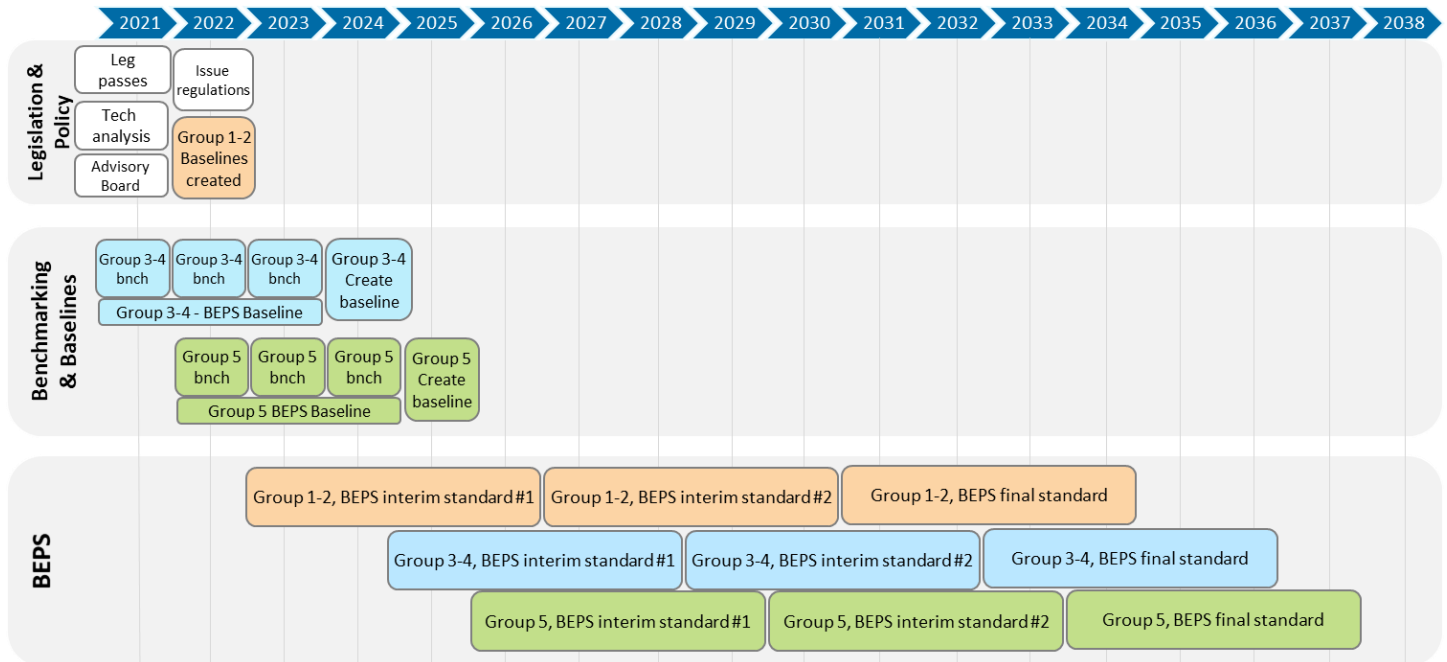 2021 2022 2023 2024 2025 2026 2027 2028 2029 2030 2031 2032 2033 2034 2035 2036 2037 2038
Legislation &
Policy
Leg
passes
Tech
analysis
Advisory
Board
Issue
regulations
Group 1-2
Baselines
created
Benchmarking
& Baselines
Group 3-4
bnch
Group 3-4
bnch
Group 3-4
bnch
Group 3-4
Create
baseline
Group 3-4 - BEPS Baseline
Group 5
bnch
Group 5
bnch
Group 5
bnch
Group 5
Create
baseline
Group 5 BEPS Baseline
BEPS
Group 1-2, BEPS interim standard #1
Group 1-2, BEPS interim standard #2
Group 1-2, BEPS final standard
Group 3-4, BEPS interim standard #1
Group 3-4, BEPS interim standard #2
Group 3-4, BEPS final standard
Group 5, BEPS interim standard #1
Group 5, BEPS interim standard #2
Group 5, BEPS final standard